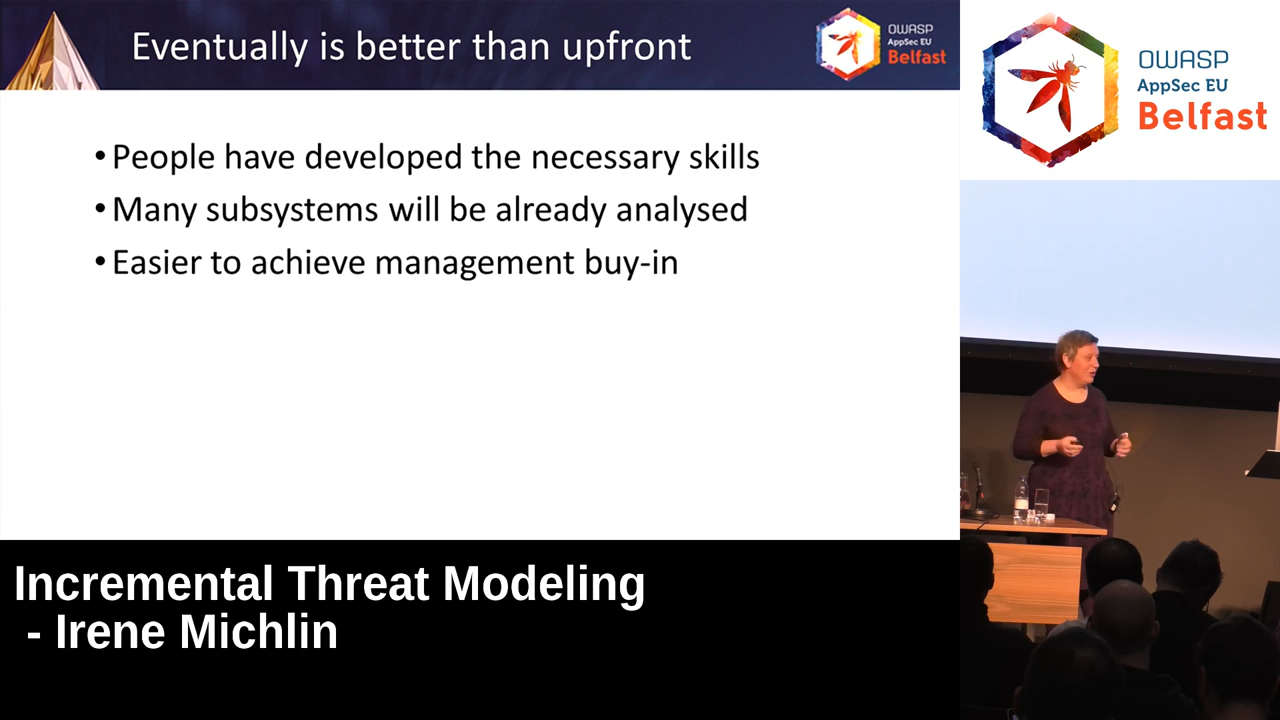 Eventually is better than upfront
OWASP
AppSec EU
Belfast
• People have developed the necessary skills
• Many subsystems will be already analysed
• Easier to achieve management buy-in
OWASP
AppSec EU
Belfast
Incremental Threat Modeling
- Irene Michlin